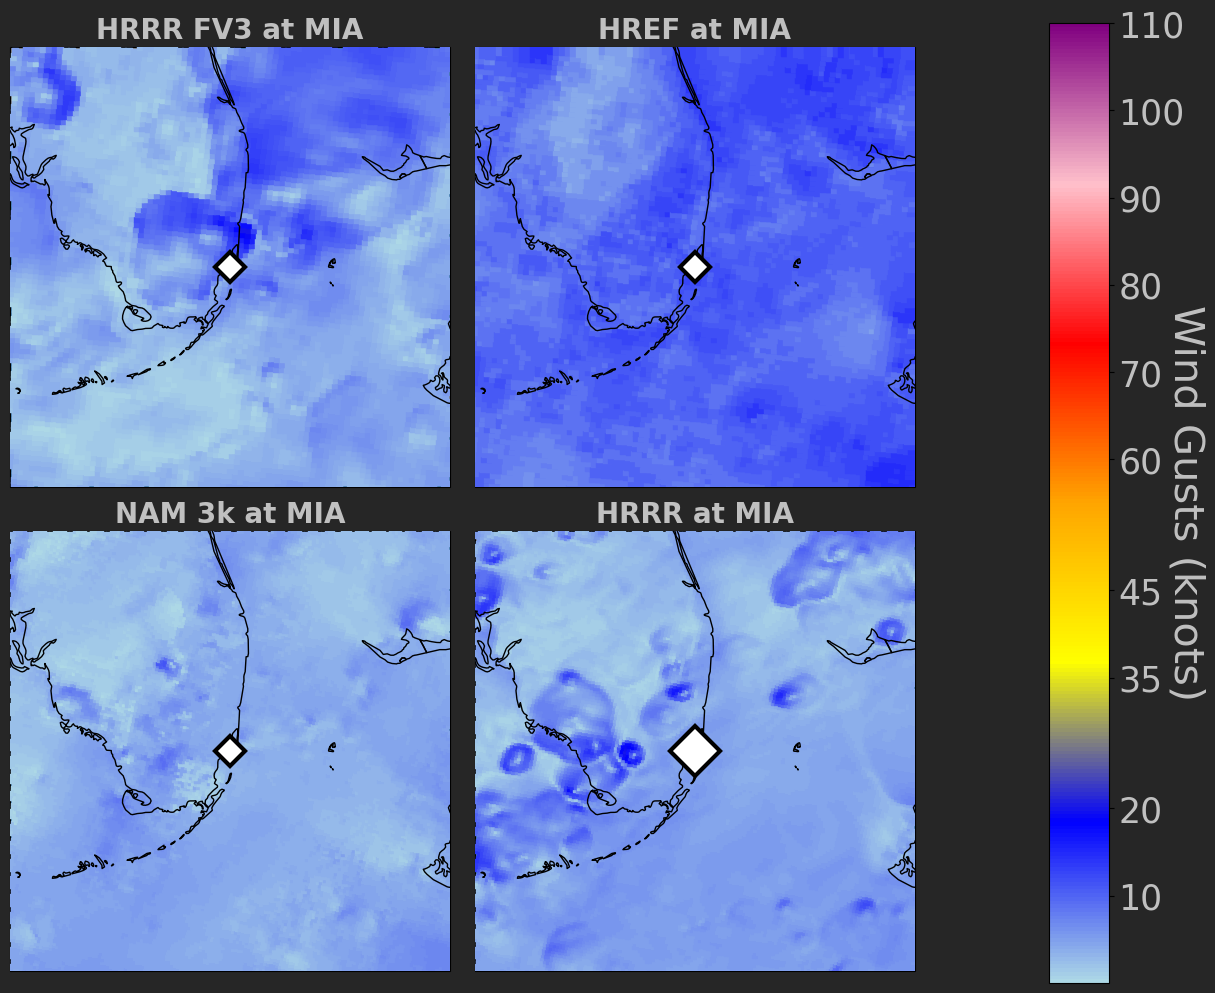 HRRR FV3 at MIA
HREF at MIA
NAM 3k at MIA
HRRR at MIA
110
100
90
80
70
60
45
35
20
10
Wind Gusts (knots)